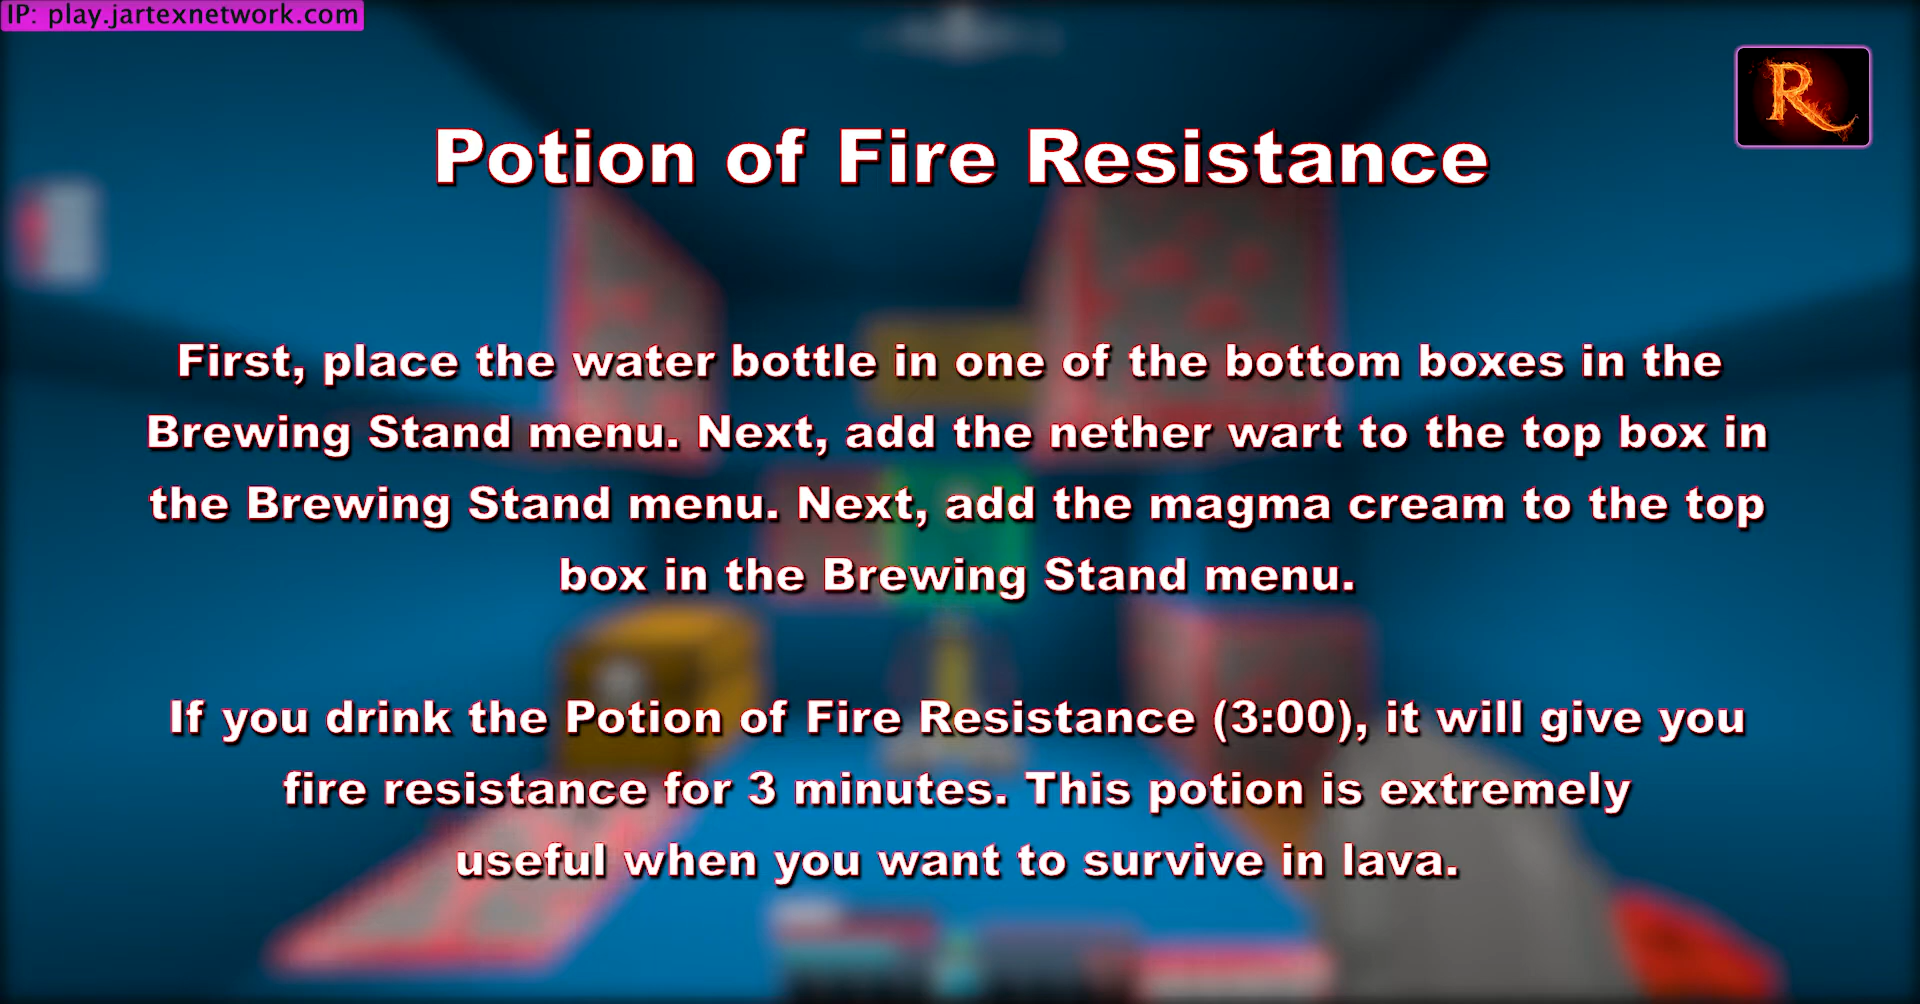 IP: play.jartexnetwork.com
R
Potion of Fire Resistance
First, place the water bottle in one of the bottom boxes in the
Brewing Stand menu. Next, add the nether wart to the top box in
the Brewing Stand menu. Next, add the magma cream to the top
box in the Brewing Stand menu.
If you drink the Potion of Fire Resistance (3:00), it will give you
fire resistance for 3 minutes. This potion is extremely
useful when you want to survive in lava.